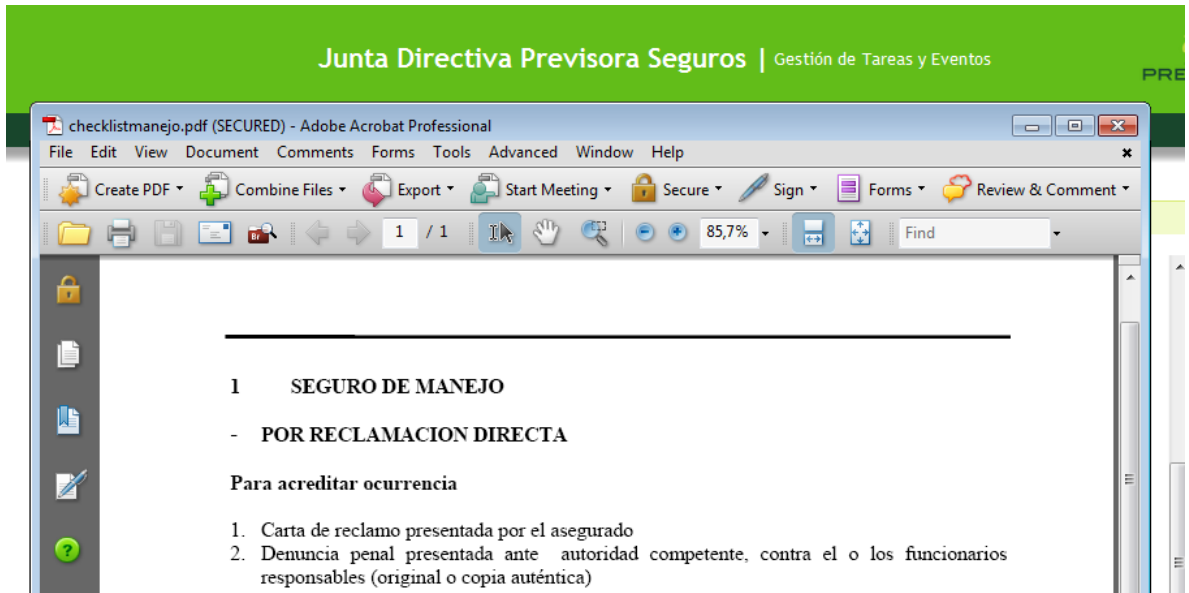 Junta Directiva Previsora Seguros | Gestión de Tareas y Eventos
PRE
checklistmanejo.pdf (SECURED) - Adobe Acrobat Professional
File Edit View Document Comments Forms Tools Advanced Window Help
Create PDF Combine Files Export Start Meeting Secure Sign Forms Review & Comment
1 / 1 85,7% Find
1 SEGURO DE MANEJO
- POR RECLAMACION DIRECTA
Para acreditar ocurrencia
1. Carta de reclamo presentada por el asegurado
2. Denuncia penal presentada ante autoridad competente, contra el o los funcionarios
responsables (original o copia auténtica)